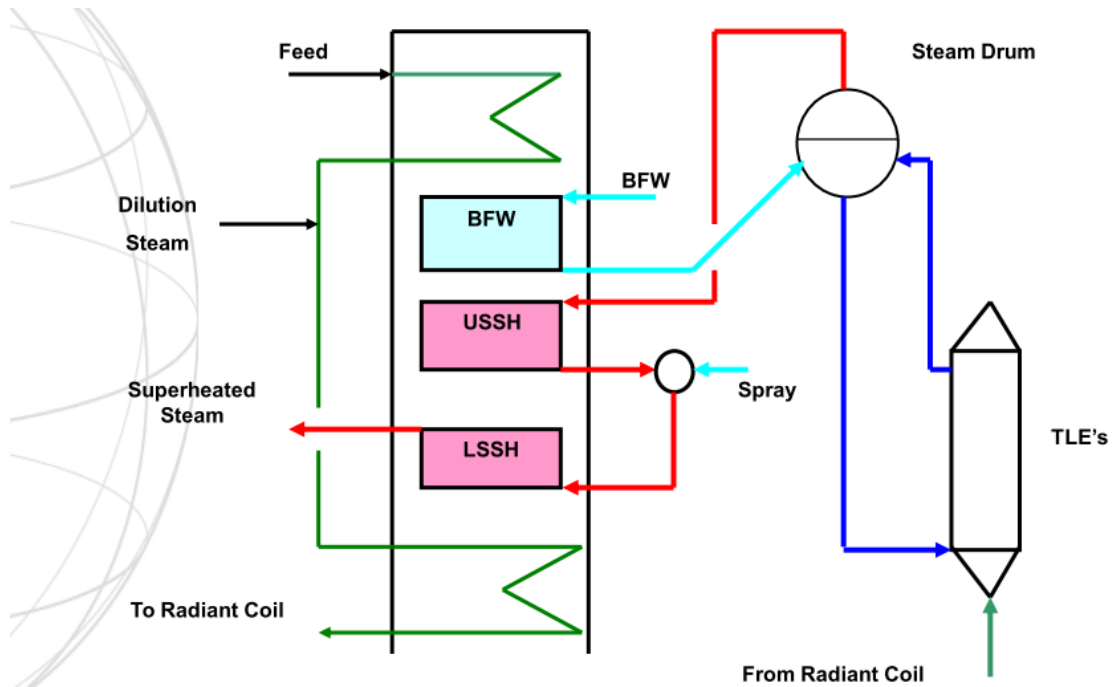 Feed
Steam Drum
BFW
Dilution
Steam
BFW
USSH
Superheated
Steam
Spray
LSSH
TLE's
To Radiant Coil
From Radiant Coil